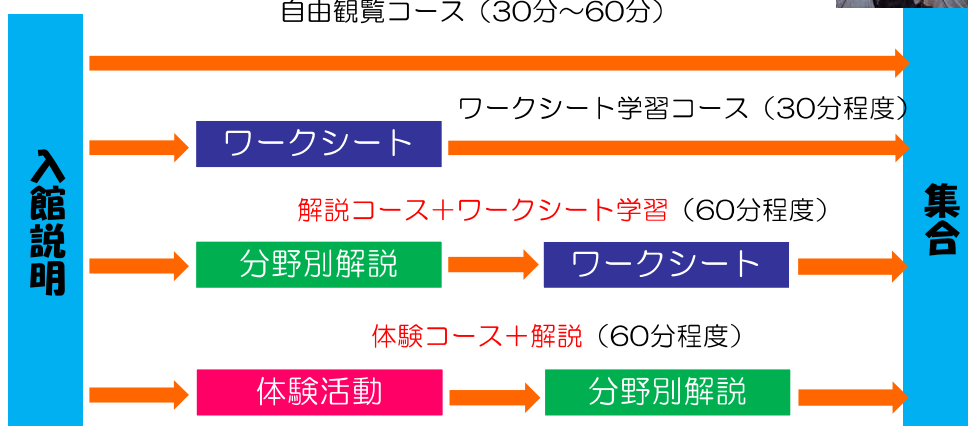 自由観覧コース（30分～60分）
ワークシート学習コース（30分程度）
ワークシート
入館説明
集合
解説コース＋ワークシート学習（60分程度）
分野別解説
ワークシート
体験コース＋解説（60分程度）
体験活動
分野別解説